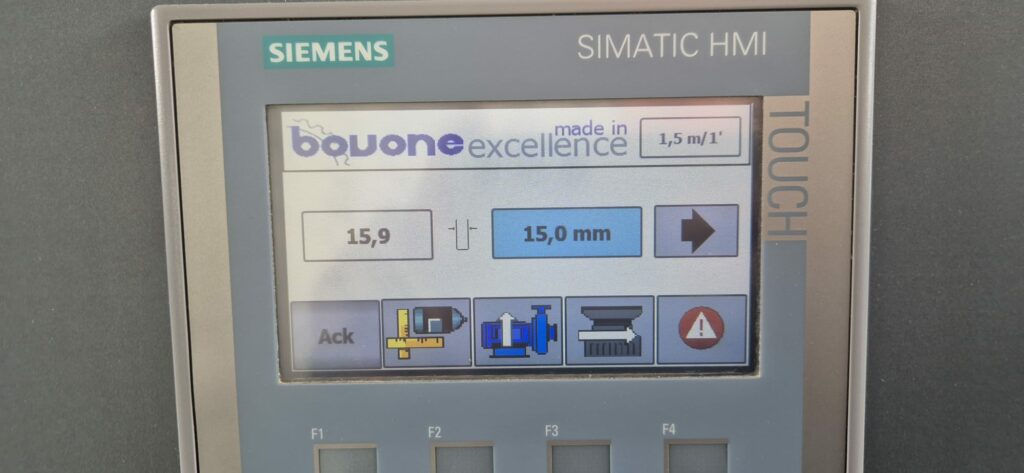 SIEMENS
SIMATIC HMI
TOUCH
bovone made in excellence
1,5 m/1'
15,9
15,0 mm
Ack
F1 F2 F3 F4